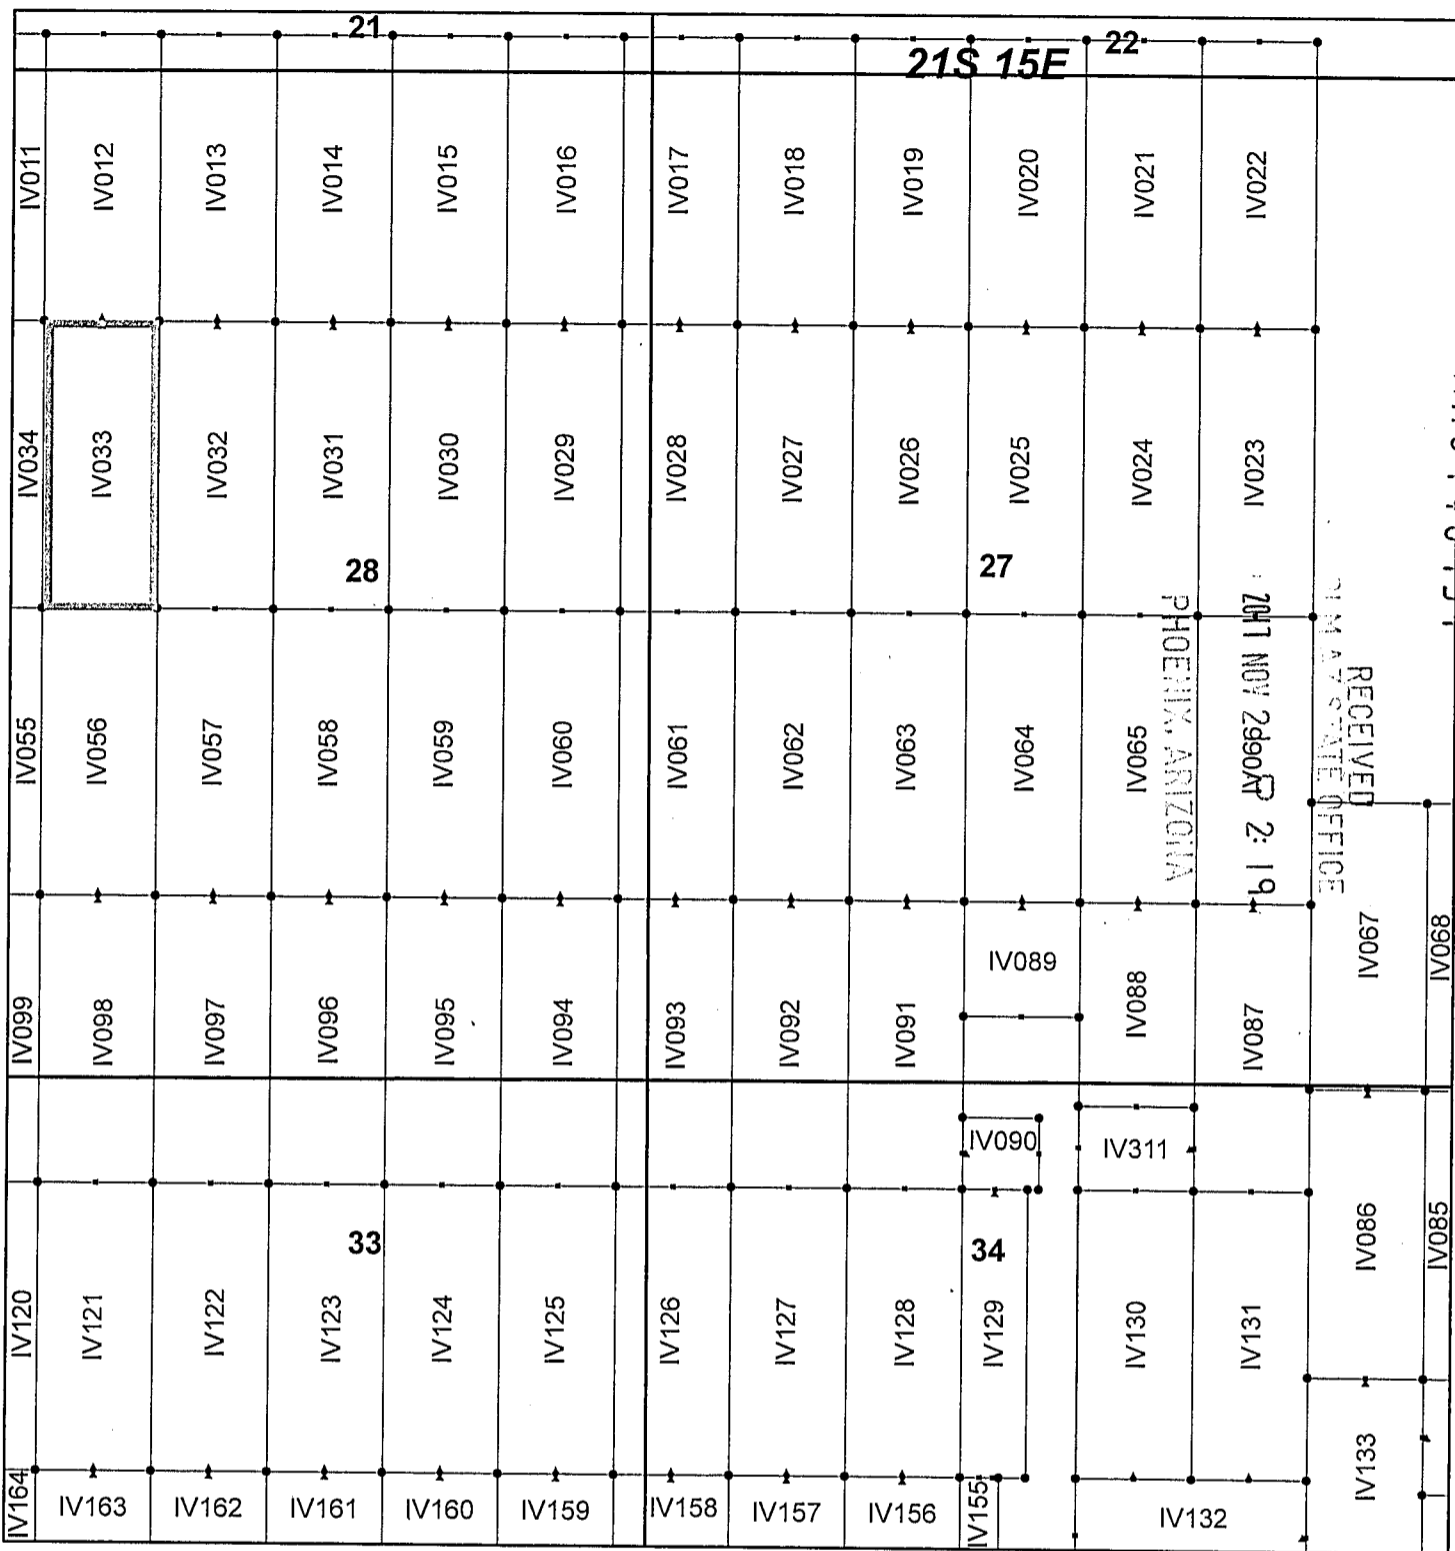 21
22
21S 15E
IV011 IV012 IV013 IV014 IV015 IV016 IV017 IV018 IV019 IV020 IV021 IV022
IV034 IV033 IV032 IV031 IV030 IV029 IV028 IV027 IV026 IV025 IV024 IV023
28
27
RECEIVED
STATE OFFICE
NOV 29 P 2: 19
PHOENIX, ARIZONA
IV055 IV056 IV057 IV058 IV059 IV060 IV061 IV062 IV063 IV064 IV065
IV067 IV068
IV089
IV099 IV098 IV097 IV096 IV095 IV094 IV093 IV092 IV091 IV088 IV087
IV090 IV311
IV086 IV085
33
34
IV120 IV121 IV122 IV123 IV124 IV125 IV126 IV127 IV128 IV129 IV130 IV131
IV133
IV164 IV163 IV162 IV161 IV160 IV159 IV158 IV157 IV156 IV155 IV132